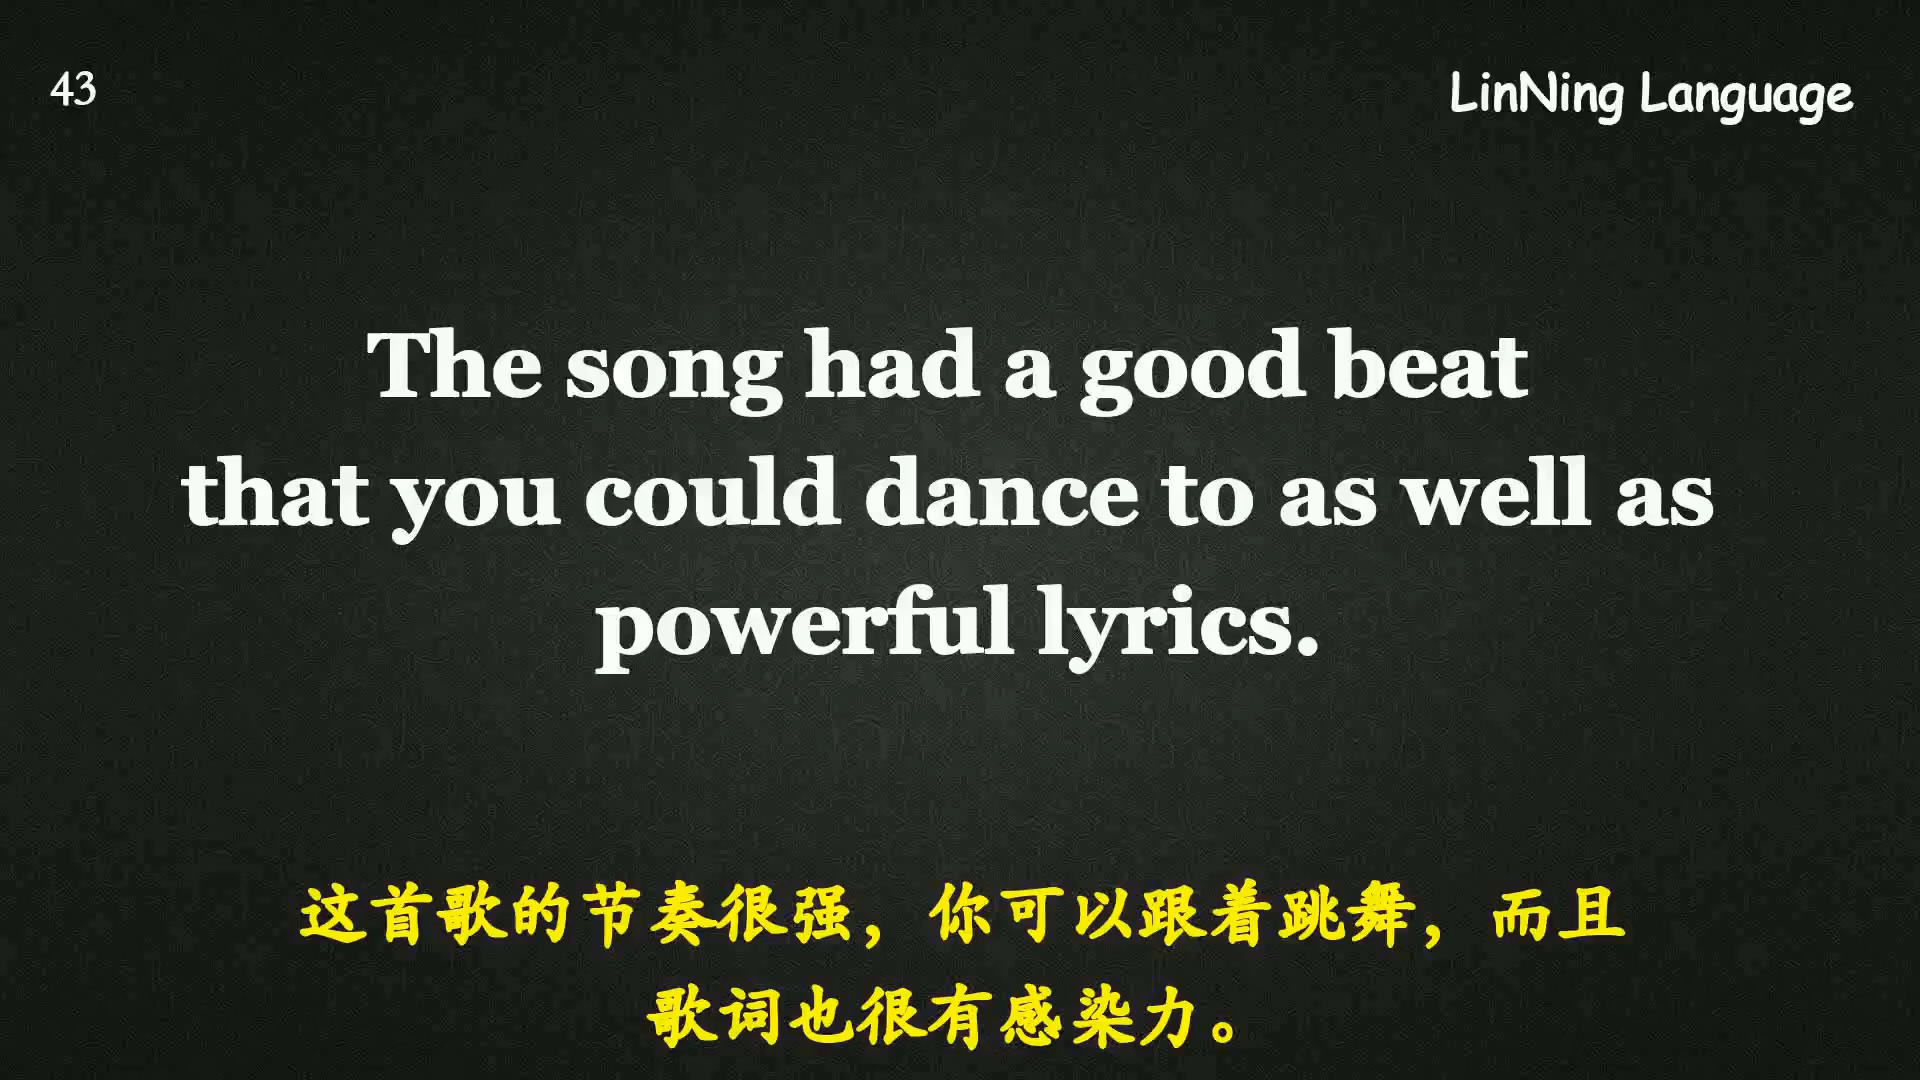 43
LinNing Language
The song had a good beat
that you could dance to as well as
powerful lyrics.
这首歌的节奏很强，你可以跟着跳舞，而且
歌词也很有感染力。